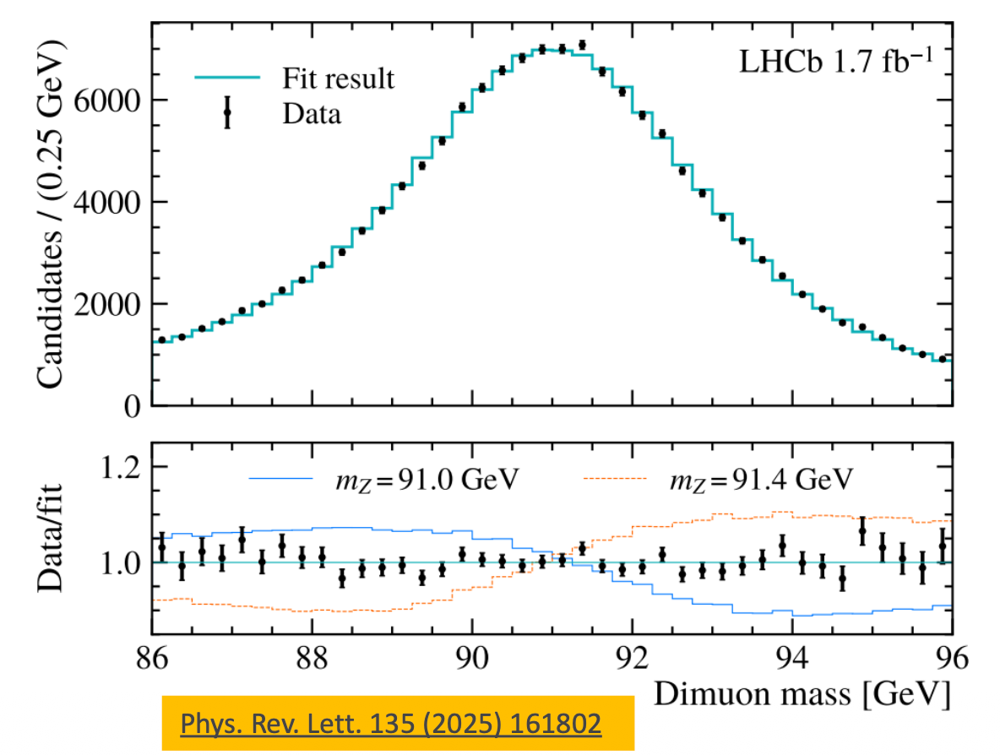 Candidates / (0.25 GeV)
6000
4000
2000
0
Fit result
Data
LHCb 1.7 fb⁻¹
Data/fit
1.2
1.0
m_Z = 91.0 GeV
m_Z = 91.4 GeV
86 88 90 92 94 96
Dimuon mass [GeV]
Phys. Rev. Lett. 135 (2025) 161802